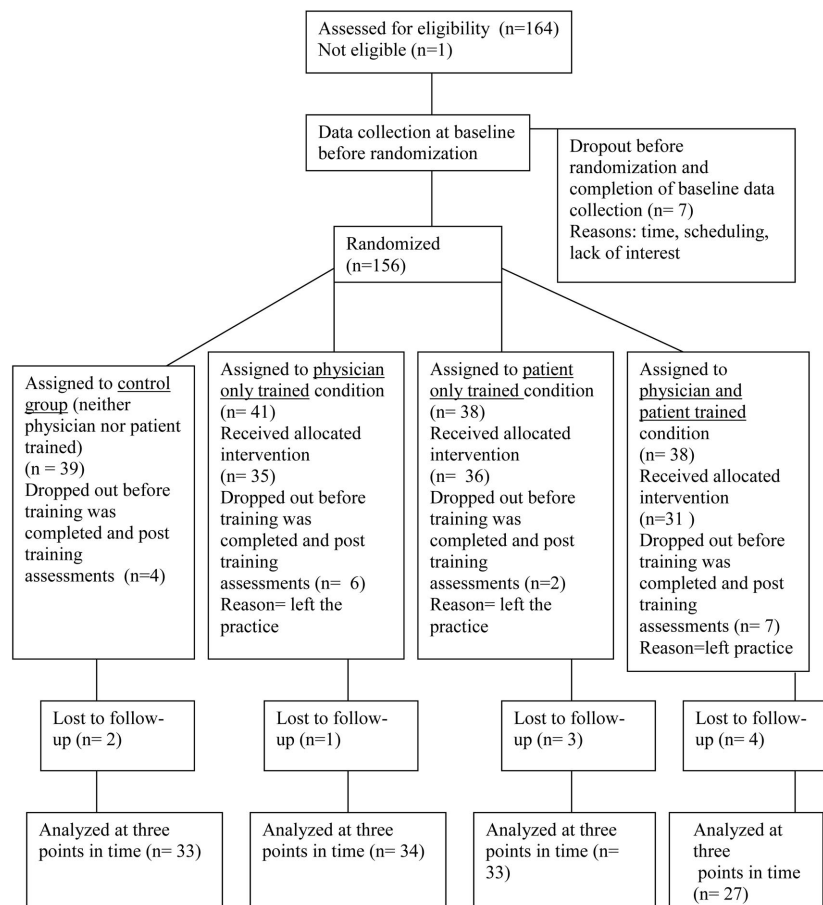 Assessed for eligibility (n=164)
Not eligible (n=1)
Data collection at baseline
before randomization
Dropout before
randomization and
completion of baseline data
collection (n= 7)
Reasons: time, scheduling,
lack of interest
Randomized
(n=156)
Assigned to control
group (neither
physician nor patient
trained)
(n = 39)
Dropped out before
training was
completed and post
training
assessments (n=4)
Assigned to physician
only trained condition
(n= 41)
Received allocated
intervention
(n= 35)
Dropped out before
training was
completed and post
training
assessments (n= 6)
Reason= left the
practice
Assigned to patient
only trained condition
(n= 38)
Received allocated
intervention
(n= 36)
Dropped out before
training was
completed and post
training
assessments (n=2)
Reason= left the
practice
Assigned to
physician and
patient trained
condition
(n= 38)
Received allocated
intervention
(n=31 )
Dropped out before
training was
completed and post
training
assessments (n= 7)
Reason=left practice
Lost to follow-
up (n= 2)
Lost to follow-
up (n=1)
Lost to follow-
up (n= 3)
Lost to follow-
up (n= 4)
Analyzed at three
points in time (n= 33)
Analyzed at three
points in time (n= 34)
Analyzed at three
points in time (n=
33)
Analyzed at
three
points in time
(n= 27)